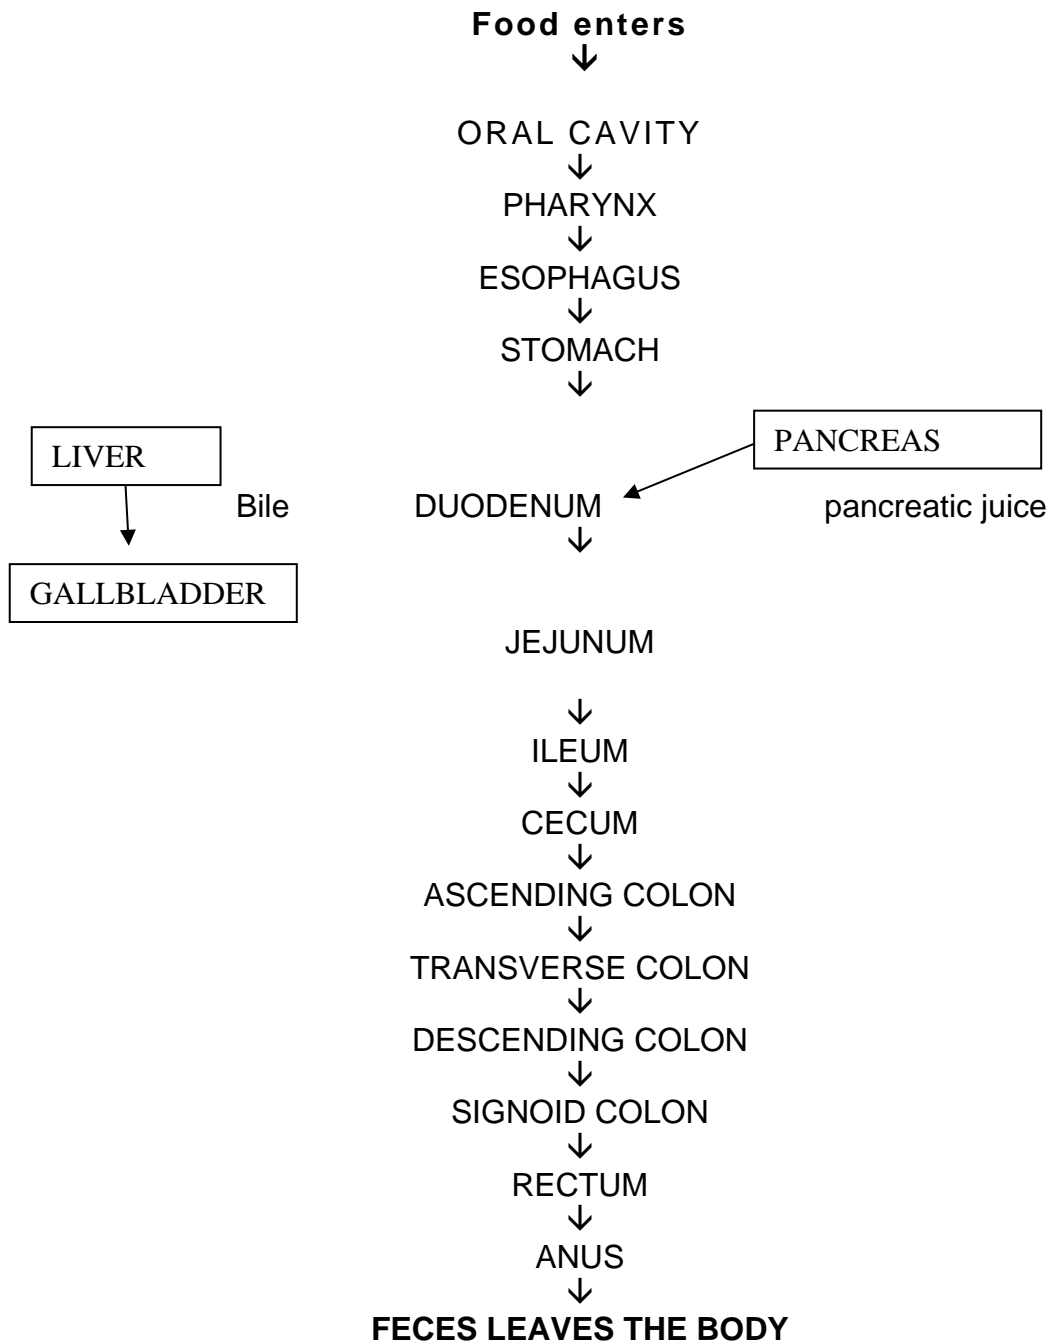 Food enters
↓
ORAL CAVITY
↓
PHARYNX
↓
ESOPHAGUS
↓
STOMACH
↓
LIVER
PANCREAS
Bile DUODENUM pancreatic juice
↓
GALLBLADDER
JEJUNUM
↓
ILEUM
↓
CECUM
↓
ASCENDING COLON
↓
TRANSVERSE COLON
↓
DESCENDING COLON
↓
SIGNOID COLON
↓
RECTUM
↓
ANUS
↓
FECES LEAVES THE BODY